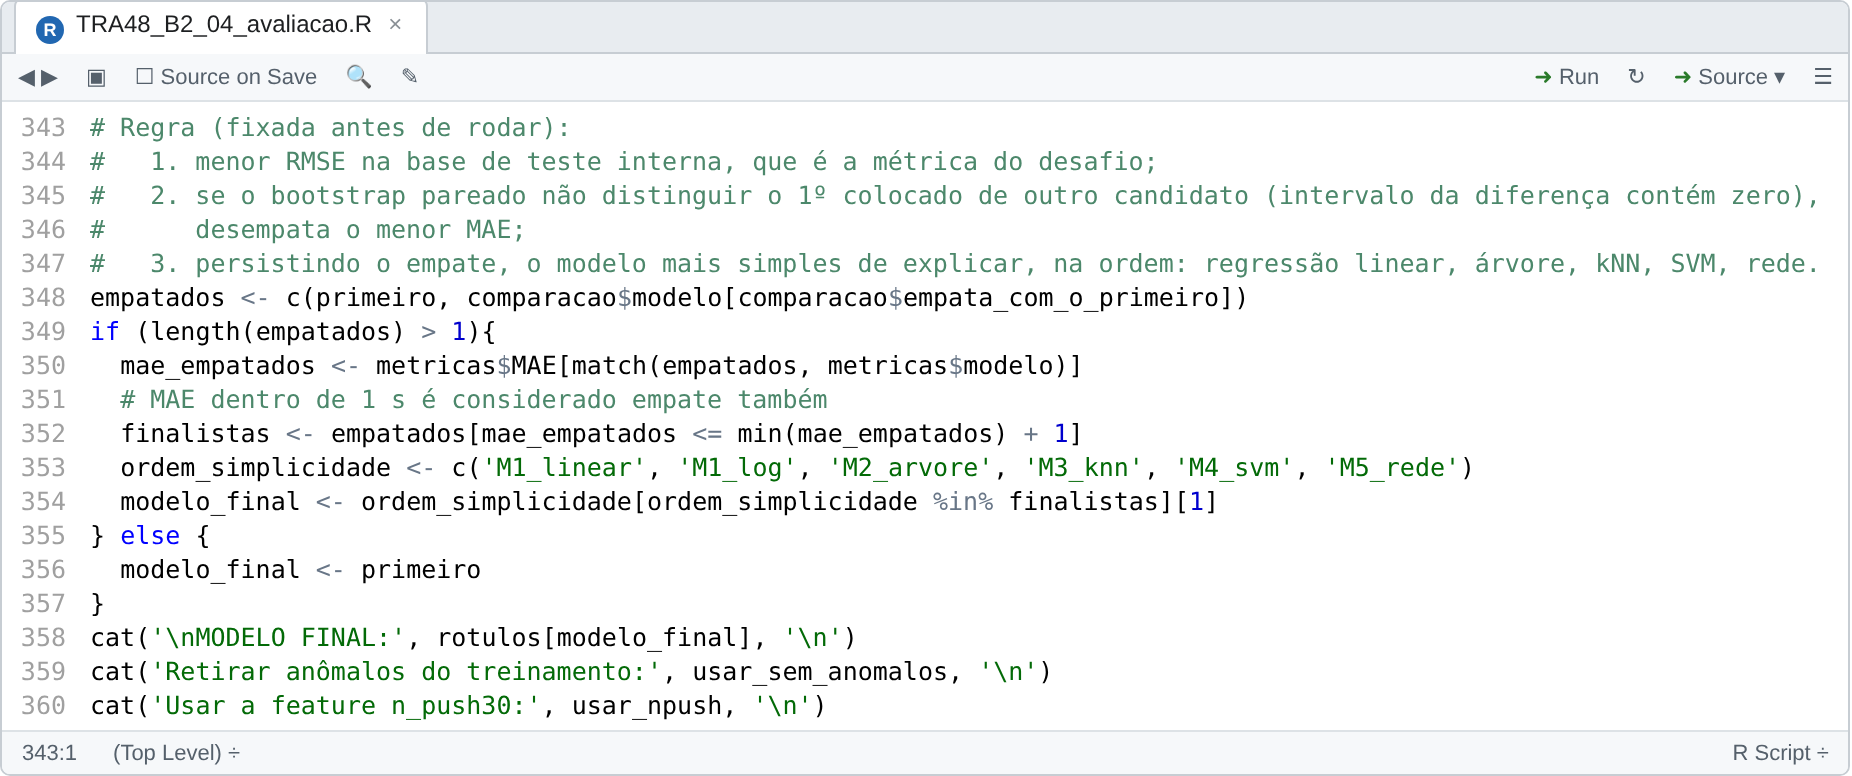 R TRA48_B2_04_avaliacao.R ×
Source on Save
Run
Source
343 # Regra (fixada antes de rodar):
344 #   1. menor RMSE na base de teste interna, que é a métrica do desafio;
345 #   2. se o bootstrap pareado não distinguir o 1º colocado de outro candidato (intervalo da diferença contém zero),
346 #      desempata o menor MAE;
347 #   3. persistindo o empate, o modelo mais simples de explicar, na ordem: regressão linear, árvore, kNN, SVM, rede.
348 empatados <- c(primeiro, comparacao$modelo[comparacao$empata_com_o_primeiro])
349 if (length(empatados) > 1){
350   mae_empatados <- metricas$MAE[match(empatados, metricas$modelo)]
351   # MAE dentro de 1 s é considerado empate também
352   finalistas <- empatados[mae_empatados <= min(mae_empatados) + 1]
353   ordem_simplicidade <- c('M1_linear', 'M1_log', 'M2_arvore', 'M3_knn', 'M4_svm', 'M5_rede')
354   modelo_final <- ordem_simplicidade[ordem_simplicidade %in% finalistas][1]
355 } else {
356   modelo_final <- primeiro
357 }
358 cat('\nMODELO FINAL:', rotulos[modelo_final], '\n')
359 cat('Retirar anômalos do treinamento:', usar_sem_anomalos, '\n')
360 cat('Usar a feature n_push30:', usar_npush, '\n')
343:1 (Top Level) ÷
R Script ÷